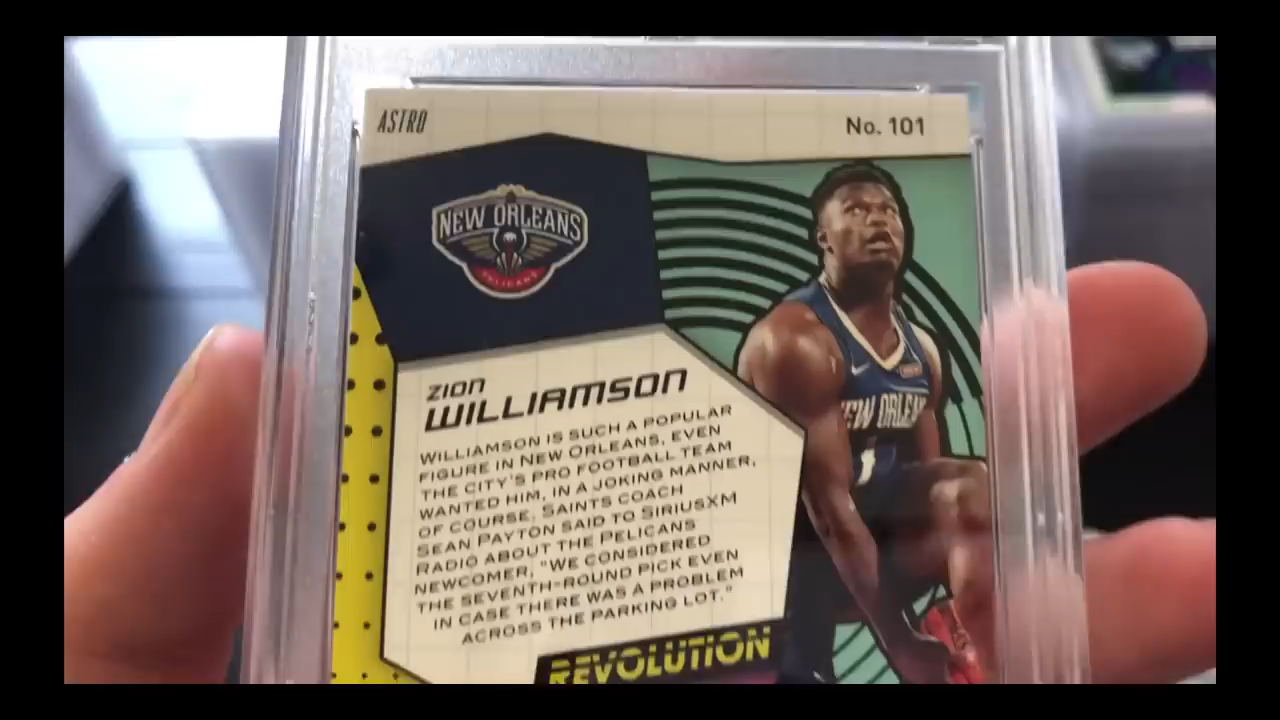 ASTRO
No. 101
NEW ORLEANS
PELICANS
ZION
WILLIAMSON
WILLIAMSON IS SUCH A POPULAR
FIGURE IN NEW ORLEANS, EVEN
THE CITY'S PRO FOOTBALL TEAM
WANTED HIM, IN A JOKING MANNER,
OF COURSE, SAINTS COACH
SEAN PAYTON SAID TO SIRIUSXM
RADIO ABOUT THE PELICANS
NEWCOMER, "WE CONSIDERED
THE SEVENTH-ROUND PICK EVEN
IN CASE THERE WAS A PROBLEM
ACROSS THE PARKING LOT."
NEW ORLEAN
1
REVOLUTION